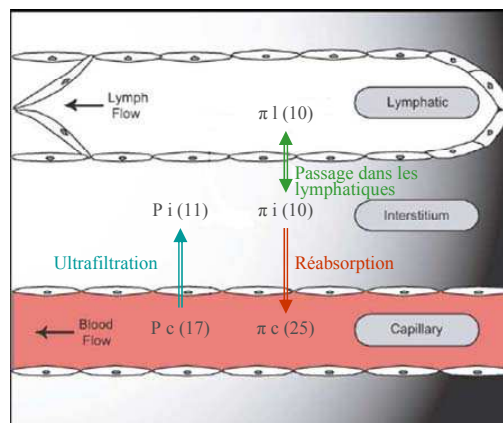 Lymph
Flow
Lymphatic
π l (10)
Passage dans les
lymphatiques
P i (11)
π i (10)
Interstitium
Ultrafiltration
Réabsorption
Blood
Flow
P c (17)
π c (25)
Capillary